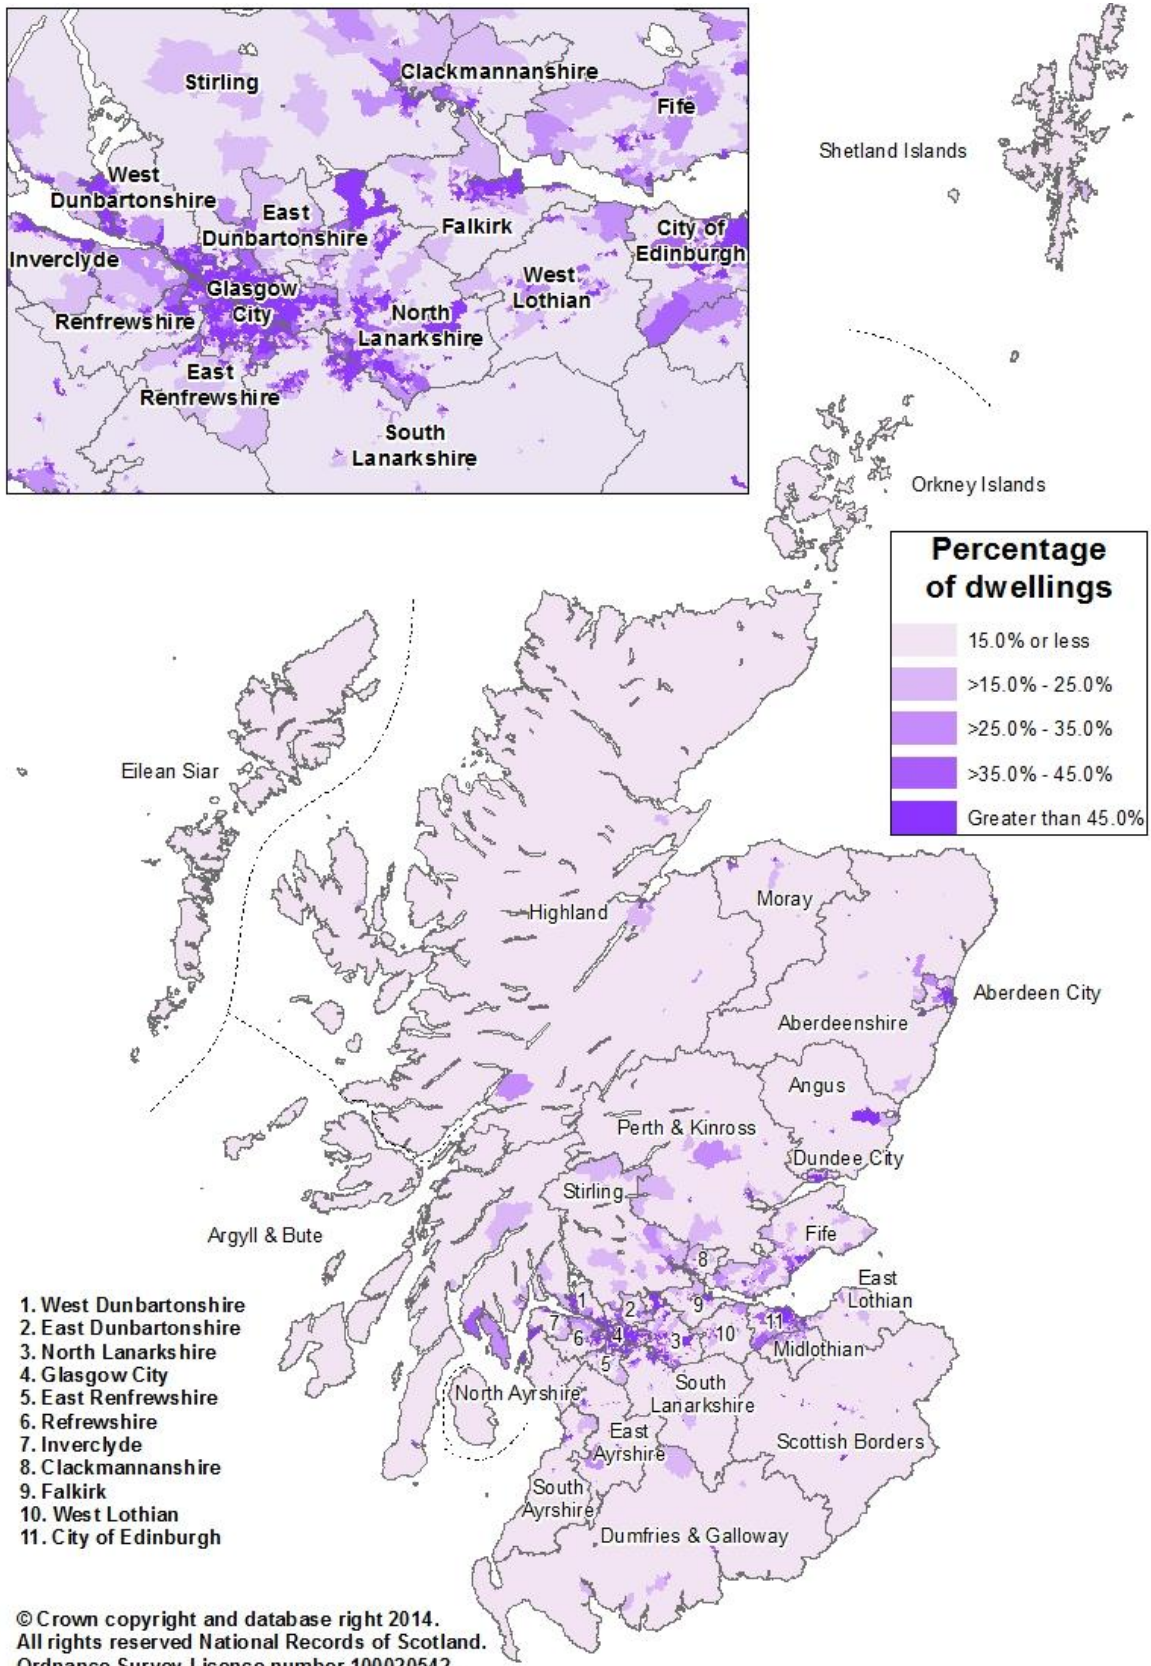 Stirling
Clackmannanshire
Fife
West
Dunbartonshire
East
Dunbartonshire
Falkirk
City of
Edinburgh
Inverclyde
Glasgow
City
West
Lothian
Renfrewshire
North
Lanarkshire
East
Renfrewshire
South
Lanarkshire
Shetland Islands
Orkney Islands
Percentage
of dwellings
15.0% or less
>15.0% - 25.0%
>25.0% - 35.0%
>35.0% - 45.0%
Greater than 45.0%
Eilean Siar
Highland
Moray
Aberdeen City
Aberdeenshire
Angus
Perth & Kinross
Dundee City
Stirling
Argyll & Bute
Fife
8
East
Lothian
1
2
9
7
6
4
3
10
11
5
Midlothian
North Ayrshire
South
Lanarkshire
East
Ayrshire
Scottish Borders
South
Ayrshire
Dumfries & Galloway
1. West Dunbartonshire
2. East Dunbartonshire
3. North Lanarkshire
4. Glasgow City
5. East Renfrewshire
6. Refrewshire
7. Inverclyde
8. Clackmannanshire
9. Falkirk
10. West Lothian
11. City of Edinburgh
© Crown copyright and database right 2014.
All rights reserved National Records of Scotland.
Ordnance Survey Licence number 100020542